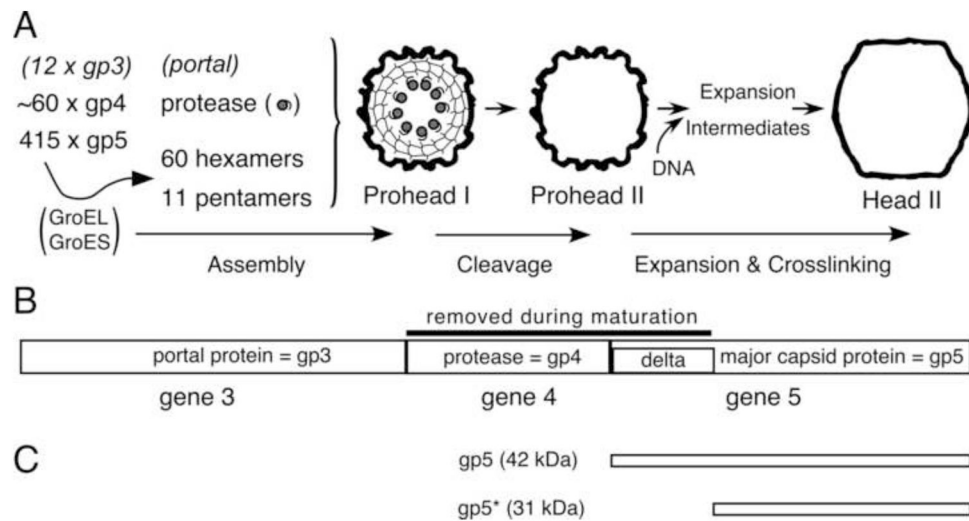 A
(12 x gp3) (portal)
~60 x gp4 protease ( )
415 x gp5
60 hexamers
11 pentamers
(GroEL
GroES)
Prohead I
Prohead II
DNA
Expansion
Intermediates
Head II
Assembly
Cleavage
Expansion & Crosslinking
B
removed during maturation
portal protein = gp3
protease = gp4
delta
major capsid protein = gp5
gene 3
gene 4
gene 5
C
gp5 (42 kDa)
gp5* (31 kDa)